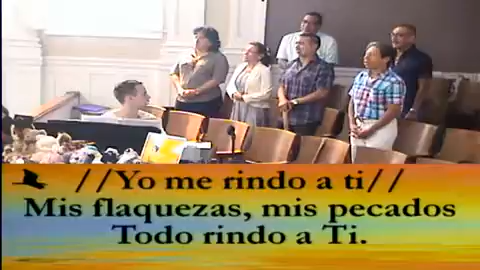 //Yo me rindo a ti//
Mis flaquezas, mis pecados
Todo rindo a Ti.